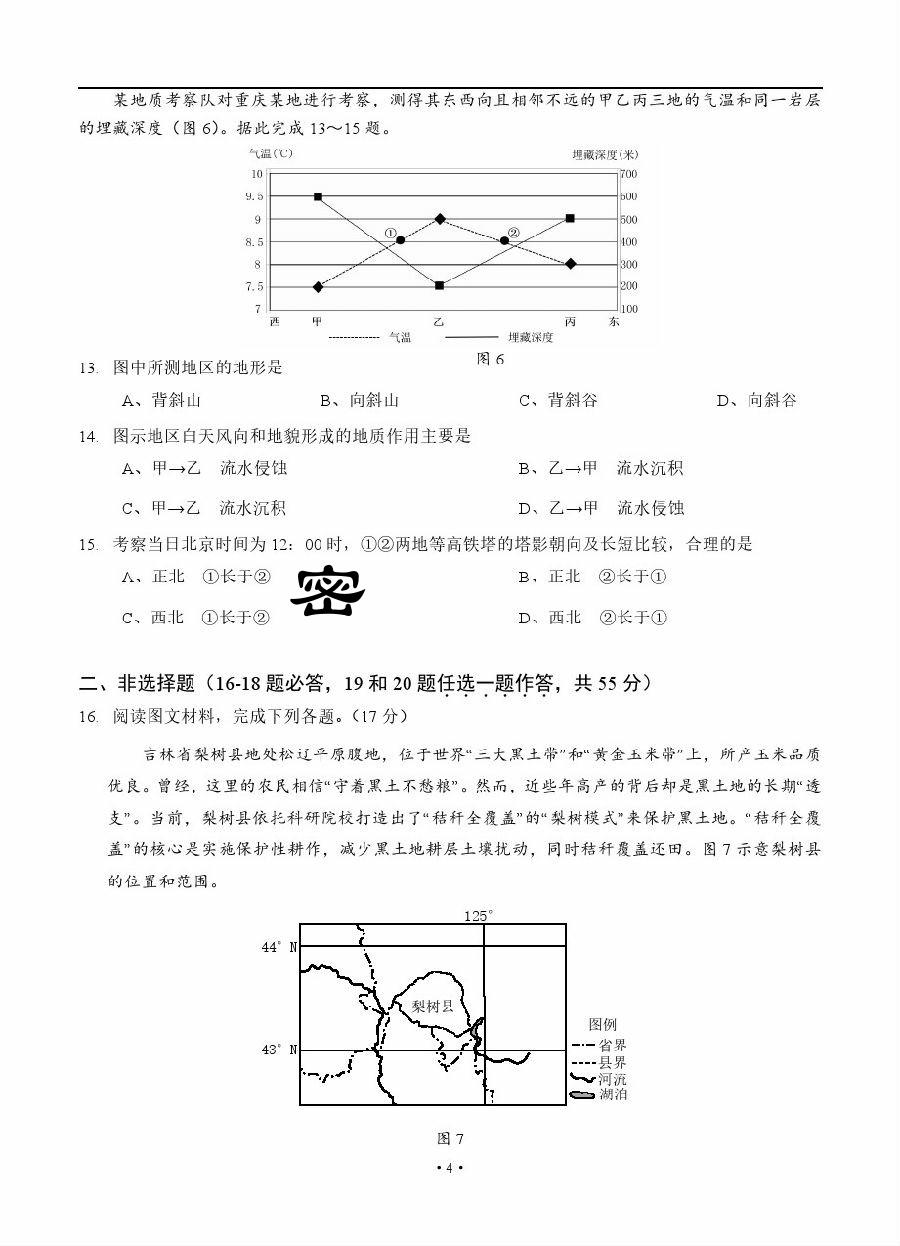 某地质考察队对重庆某地进行考察，测得其东西向且相邻不远的甲乙丙三地的气温和同一岩层
的埋藏深度（图 6）。据此完成 13～15 题。
气温(℃) 埋藏深度(米)
10 700
9.5 600
9 500
8.5 400
8 300
7.5 200
7 100
① ②
西 甲 乙 丙 东
气温 埋藏深度
图 6
13. 图中所测地区的地形是
A、背斜山 B、向斜山 C、背斜谷 D、向斜谷
14. 图示地区白天风向和地貌形成的地质作用主要是
A、甲→乙 流水侵蚀 B、乙→甲 流水沉积
C、甲→乙 流水沉积 D、乙→甲 流水侵蚀
15. 考察当日北京时间为 12：00 时，①②两地等高铁塔的塔影朝向及长短比较，合理的是
A、正北 ①长于② B、正北 ②长于①
密
C、西北 ①长于② D、西北 ②长于①
二、非选择题（16-18 题必答，19 和 20 题任选一题作答，共 55 分）
16. 阅读图文材料，完成下列各题。（17 分）
吉林省梨树县地处松辽平原腹地，位于世界“三大黑土带”和“黄金玉米带”上，所产玉米品质
优良。曾经，这里的农民相信“守着黑土不愁粮”。然而，近些年高产的背后却是黑土地的长期“透
支”。当前，梨树县依托科研院校打造出了“秸秆全覆盖”的“梨树模式”来保护黑土地。“秸秆全覆
盖”的核心是实施保护性耕作，减少黑土地耕层土壤扰动，同时秸秆覆盖还田。图 7 示意梨树县
的位置和范围。
125°
44°N
梨树县
43°N
图例
省界
县界
河流
湖泊
图 7
·4·